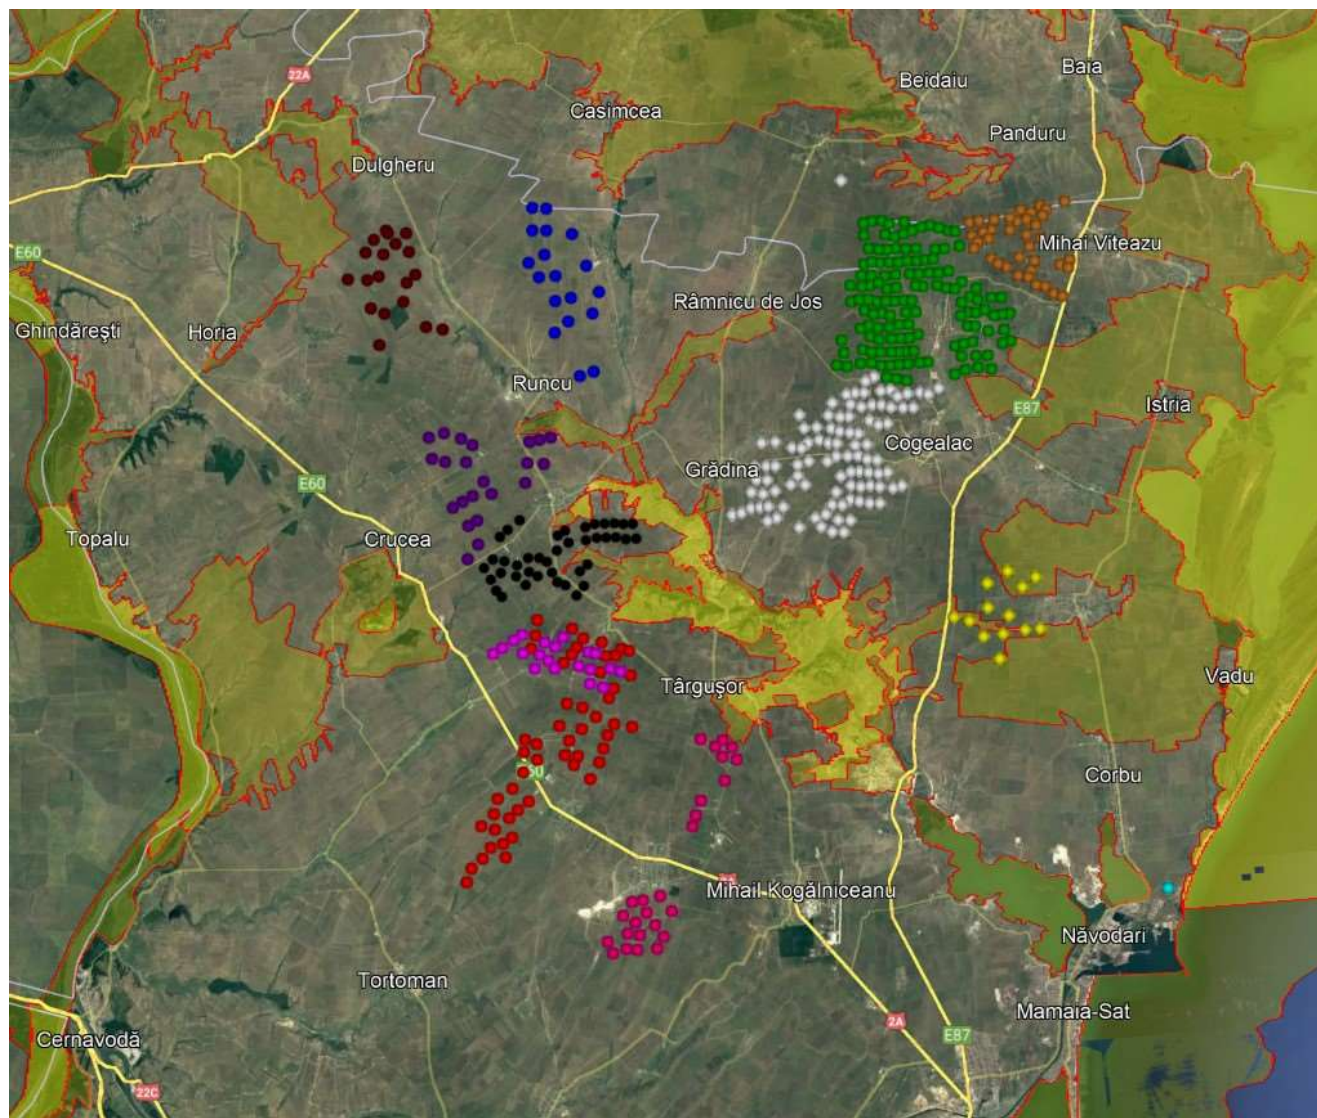 22A
Baia
Beidaiu
Casimcea
Panduru
Dulgheru
Mihai Viteazu
E60
Râmnicu de Jos
Ghindărești
Horia
Runcu
Istria
E87
Cogealac
Grădina
E60
Topalu
Crucea
Târgușor
Vadu
Corbu
Mihail Kogălniceanu
Năvodari
Tortoman
Mamaia-Sat
2A
E87
Cernavodă
22C